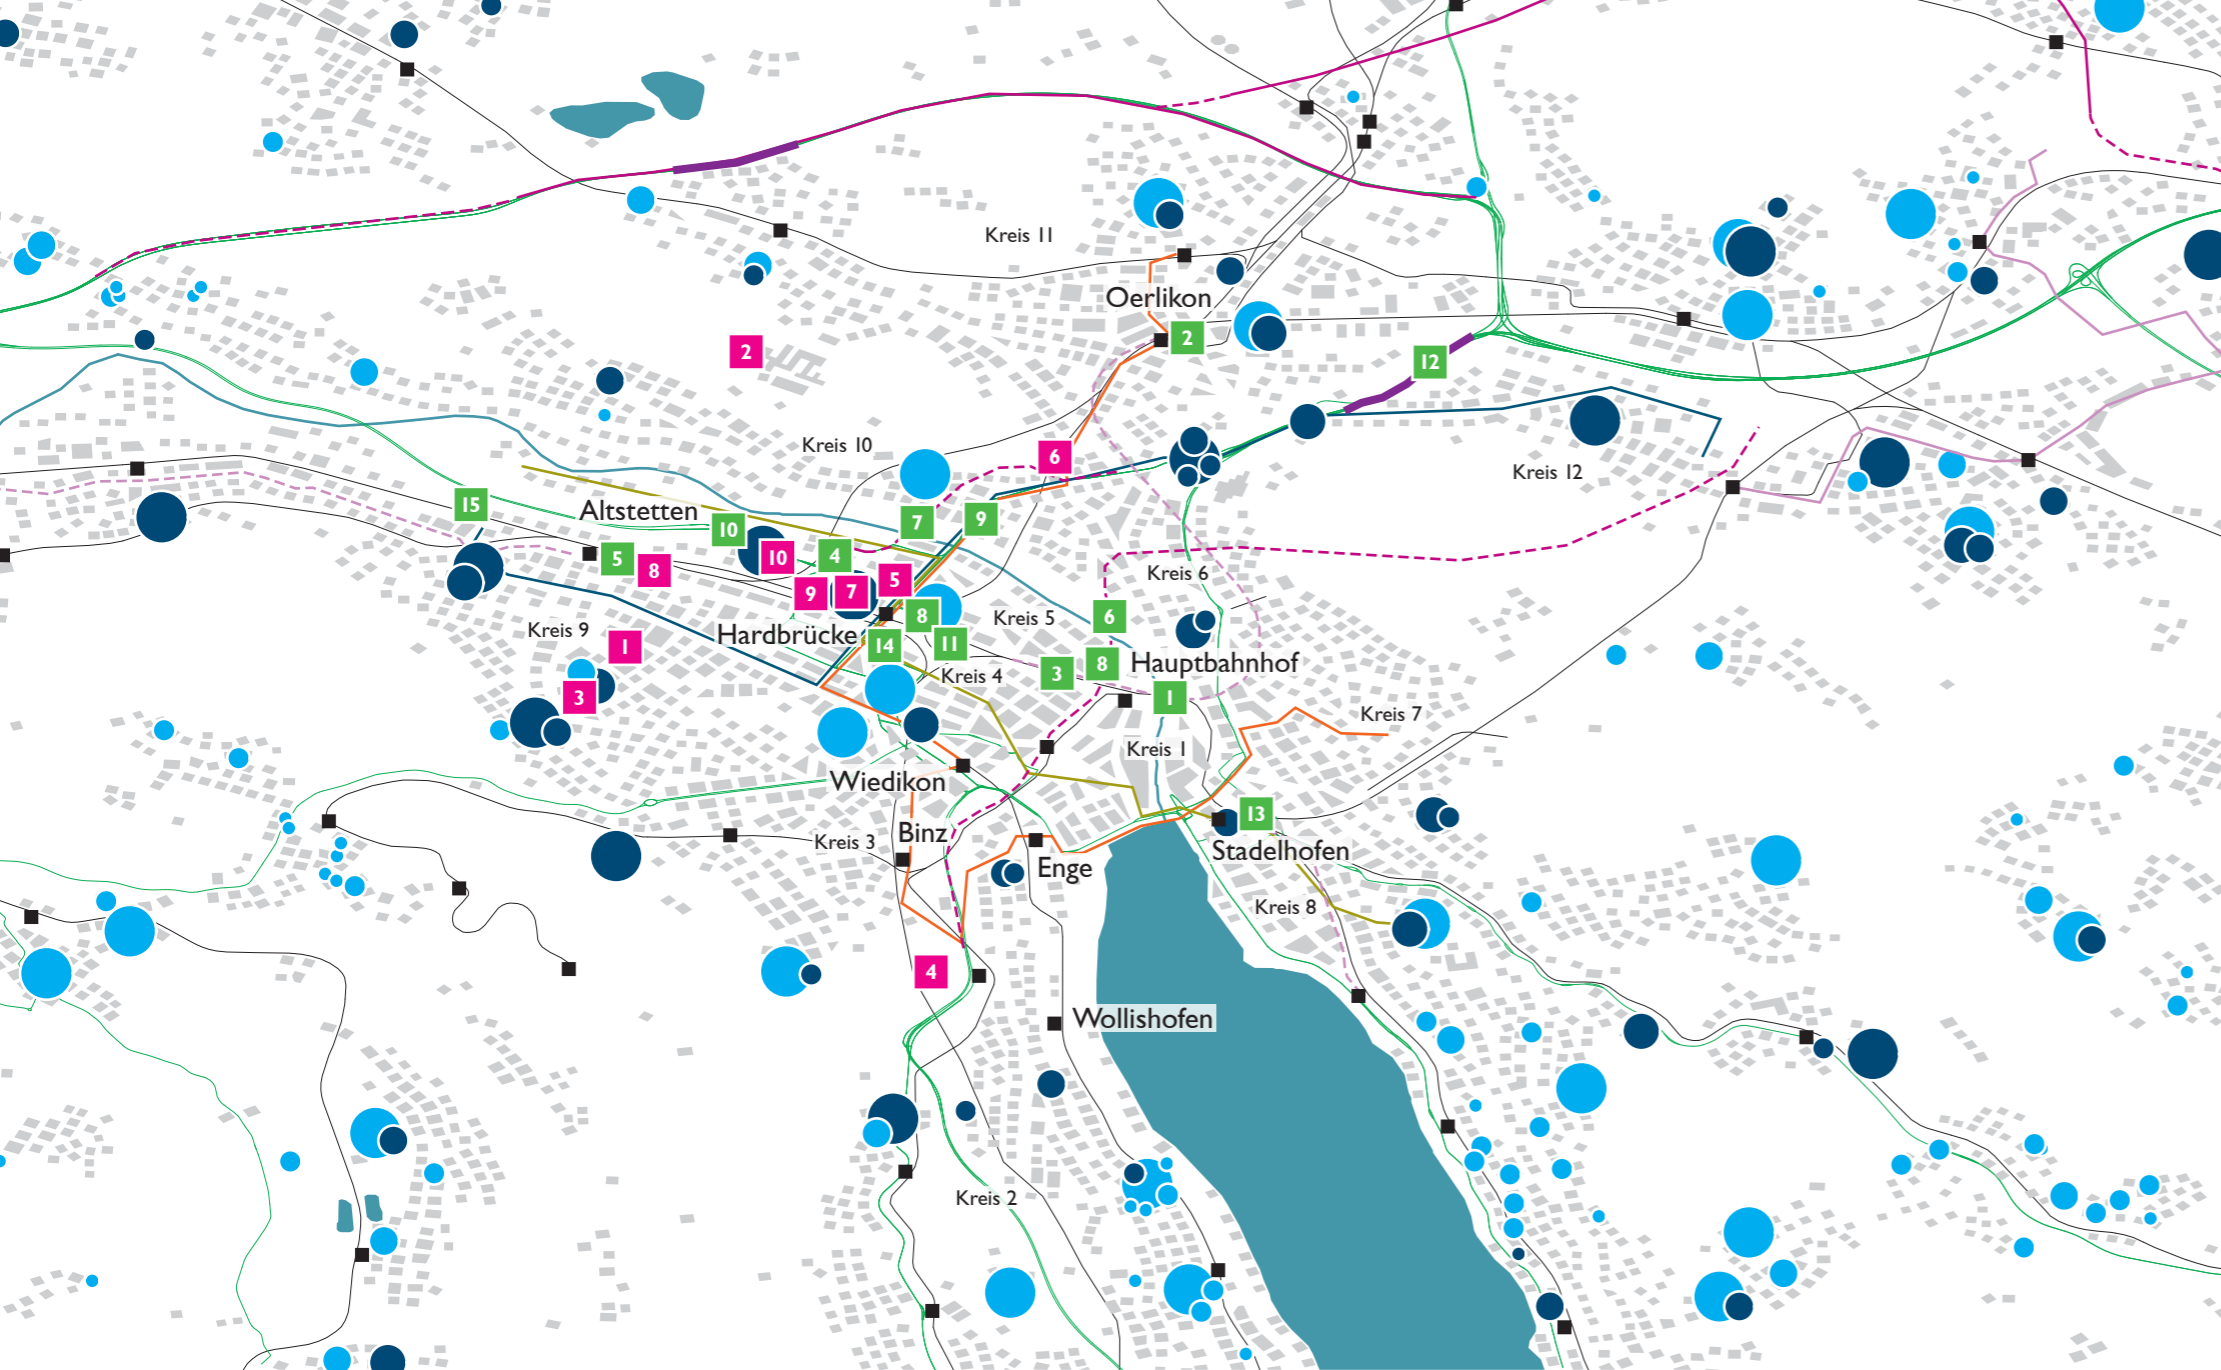 Kreis 11
Oerlikon
2
2
12
Kreis 10
6
Kreis 12
15
Altstetten
10
7
9
5
8
10
4
9
7
5
Kreis 6
8
Kreis 5
6
Kreis 9
1
Hardbrücke
14
11
3
Kreis 4
3
8
Hauptbahnhof
1
Kreis 7
Kreis 1
Wiedikon
Binz
Kreis 3
13
Stadelhofen
Enge
Kreis 8
4
Wollishofen
Kreis 2